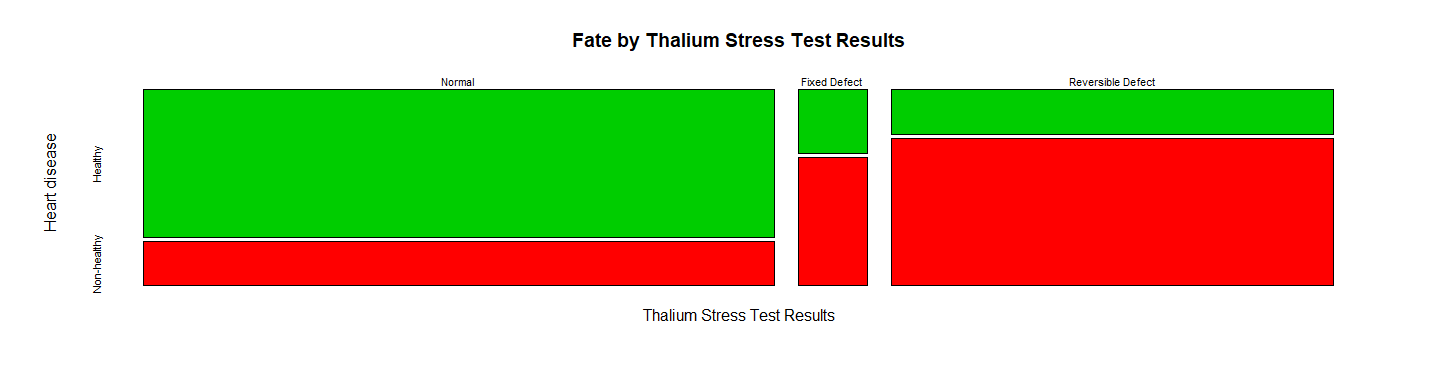 Fate by Thalium Stress Test Results
Normal
Fixed Defect
Reversible Defect
Heart disease
Healthy
Non-healthy
Thalium Stress Test Results